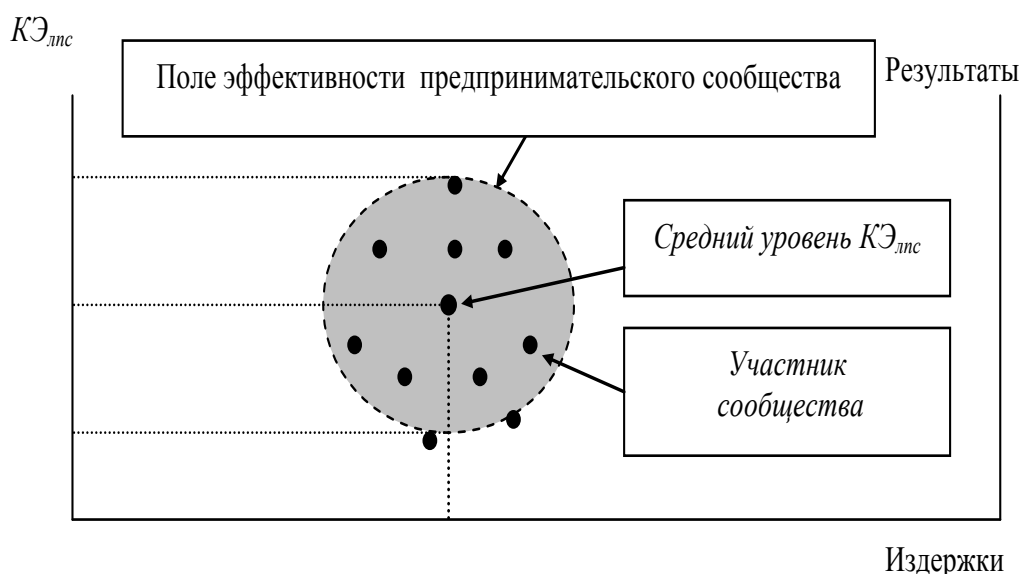 КЭлпс
Поле эффективности предпринимательского сообщества
Результаты
Средний уровень КЭлпс
Участник
сообщества
Издержки